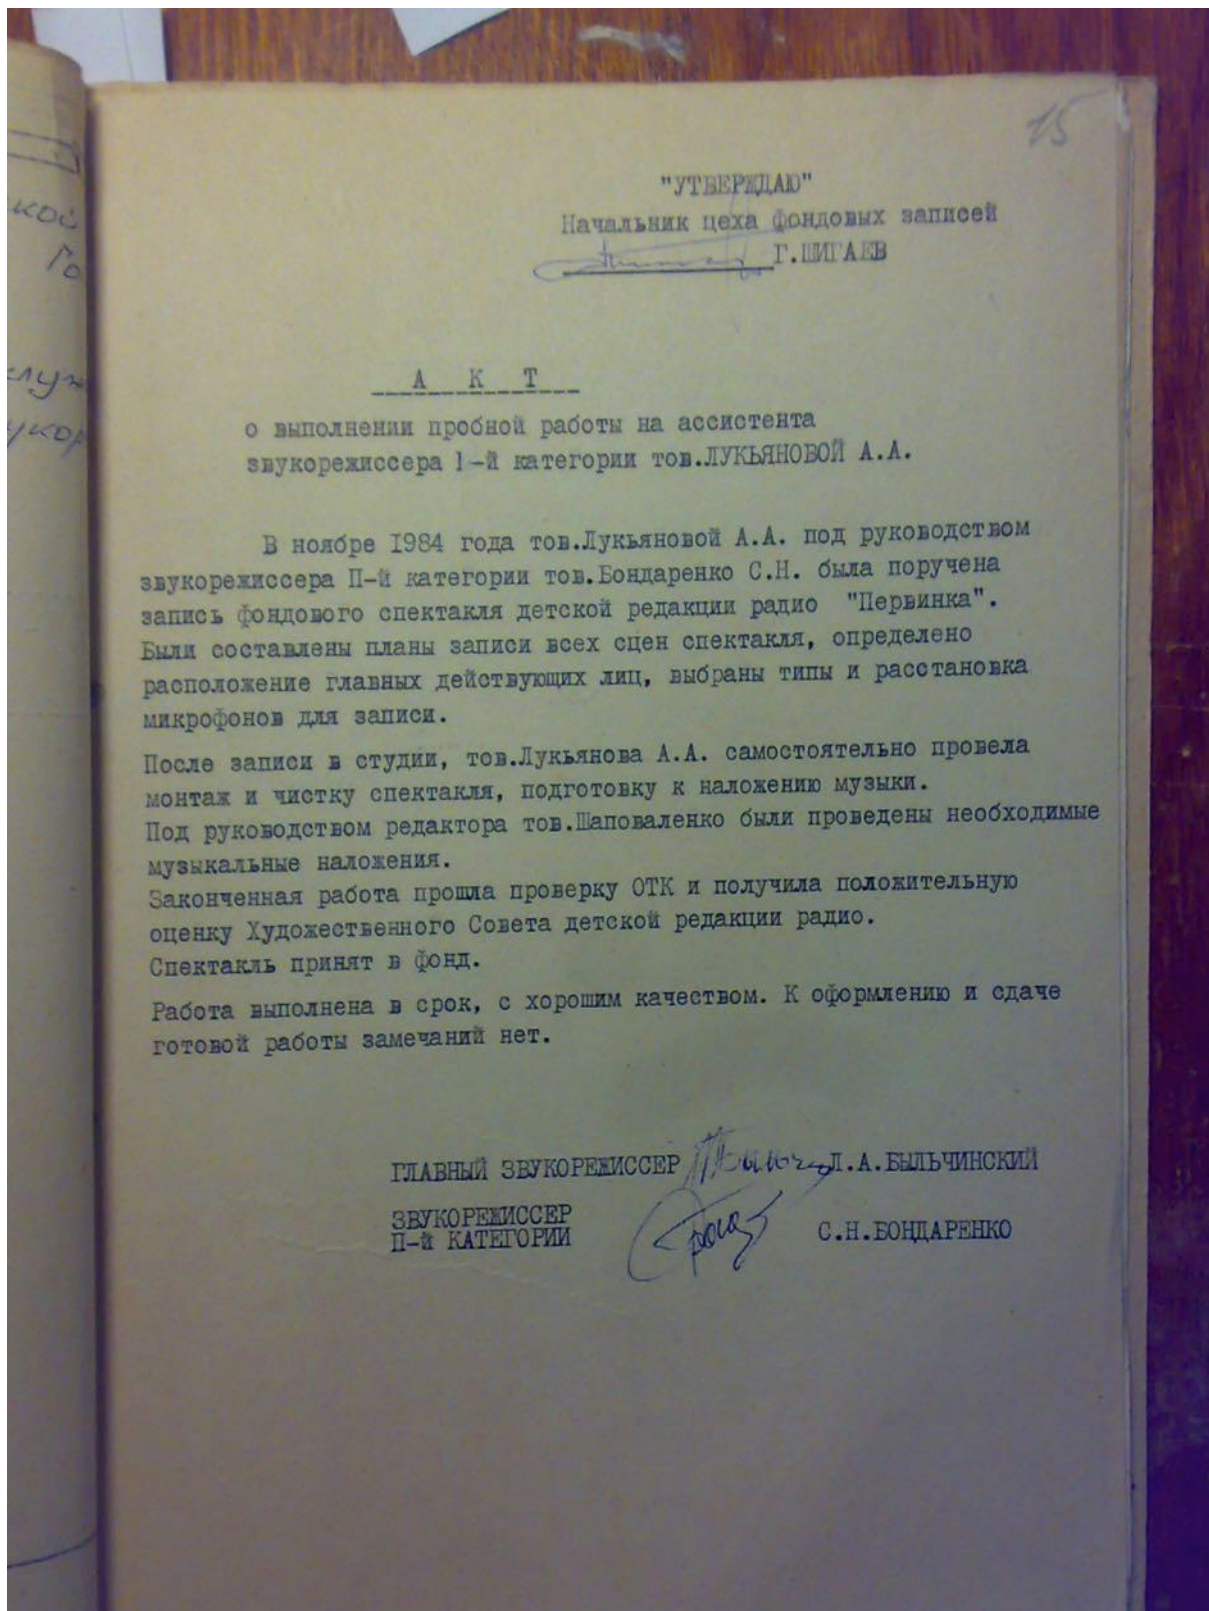 15
"УТВЕРЖДАЮ"
Начальник цеха фондовых записей
Г.ШИГАЕВ
А К Т
о выполнении пробной работы на ассистента
звукорежиссера 1-й категории тов.ЛУКЬЯНОВОЙ А.А.
В ноябре 1984 года тов.Лукьяновой А.А. под руководством
звукорежиссера П-й категории тов.Бондаренко С.Н. была поручена
запись фондового спектакля детской редакции радио "Первинка".
Были составлены планы записи всех сцен спектакля, определено
расположение главных действующих лиц, выбраны типы и расстановка
микрофонов для записи.
После записи в студии, тов.Лукьянова А.А. самостоятельно провела
монтаж и чистку спектакля, подготовку к наложению музыки.
Под руководством редактора тов.Шаповаленко были проведены необходимые
музыкальные наложения.
Законченная работа прошла проверку ОТК и получила положительную
оценку Художественного Совета детской редакции радио.
Спектакль принят в фонд.
Работа выполнена в срок, с хорошим качеством. К оформлению и сдаче
готовой работы замечаний нет.
ГЛАВНЫЙ ЗВУКОРЕЖИССЕР Л.А.БЫЛЬЧИНСКИЙ
ЗВУКОРЕЖИССЕР
П-й КАТЕГОРИИ С.Н.БОНДАРЕНКО